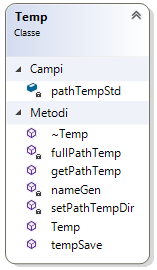 Temp
Classe
Campi
pathTempStd
Metodi
~Temp
fullPathTemp
getPathTemp
nameGen
setPathTempDir
Temp
tempSave